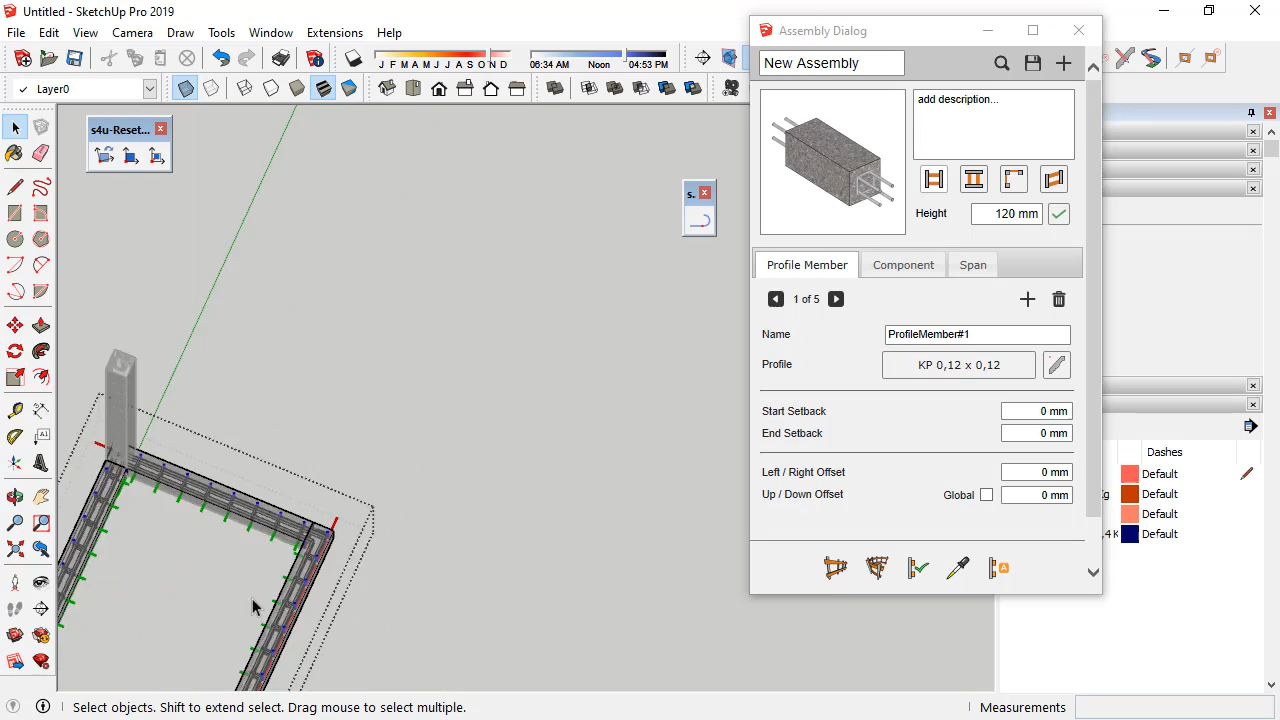 Untitled - SketchUp Pro 2019
File Edit View Camera Draw Tools Window Extensions Help
J F M A M J J A S O N D
06:34 AM Noon 04:53 PM
Layer0
s4u-Reset...
s.
Assembly Dialog
New Assembly
add description...
Height 120 mm
Profile Member Component Span
1 of 5
Name ProfileMember#1
Profile KP 0,12 x 0,12
Start Setback 0 mm
End Setback 0 mm
Left / Right Offset 0 mm
Up / Down Offset Global 0 mm
Dashes
Default
Default
Default
Default
Select objects. Shift to extend select. Drag mouse to select multiple.
Measurements